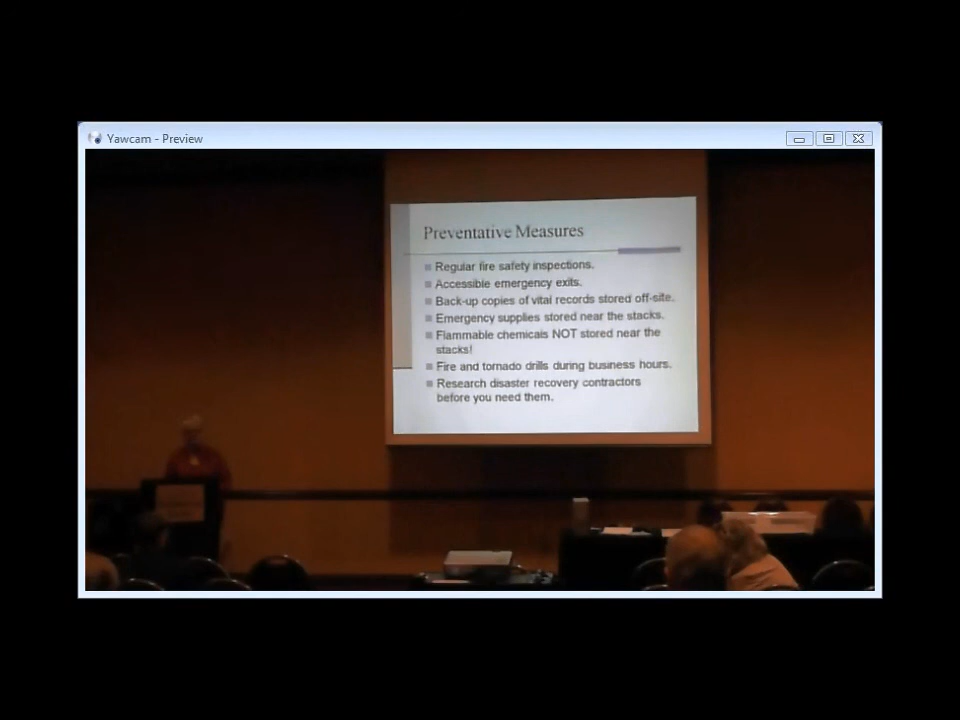 Yawcam - Preview
Preventative Measures
Regular fire safety inspections.
Accessible emergency exits.
Back-up copies of vital records stored off-site.
Emergency supplies stored near the stacks.
Flammable chemicals NOT stored near the
stacks!
Fire and tornado drills during business hours.
Research disaster recovery contractors
before you need them.